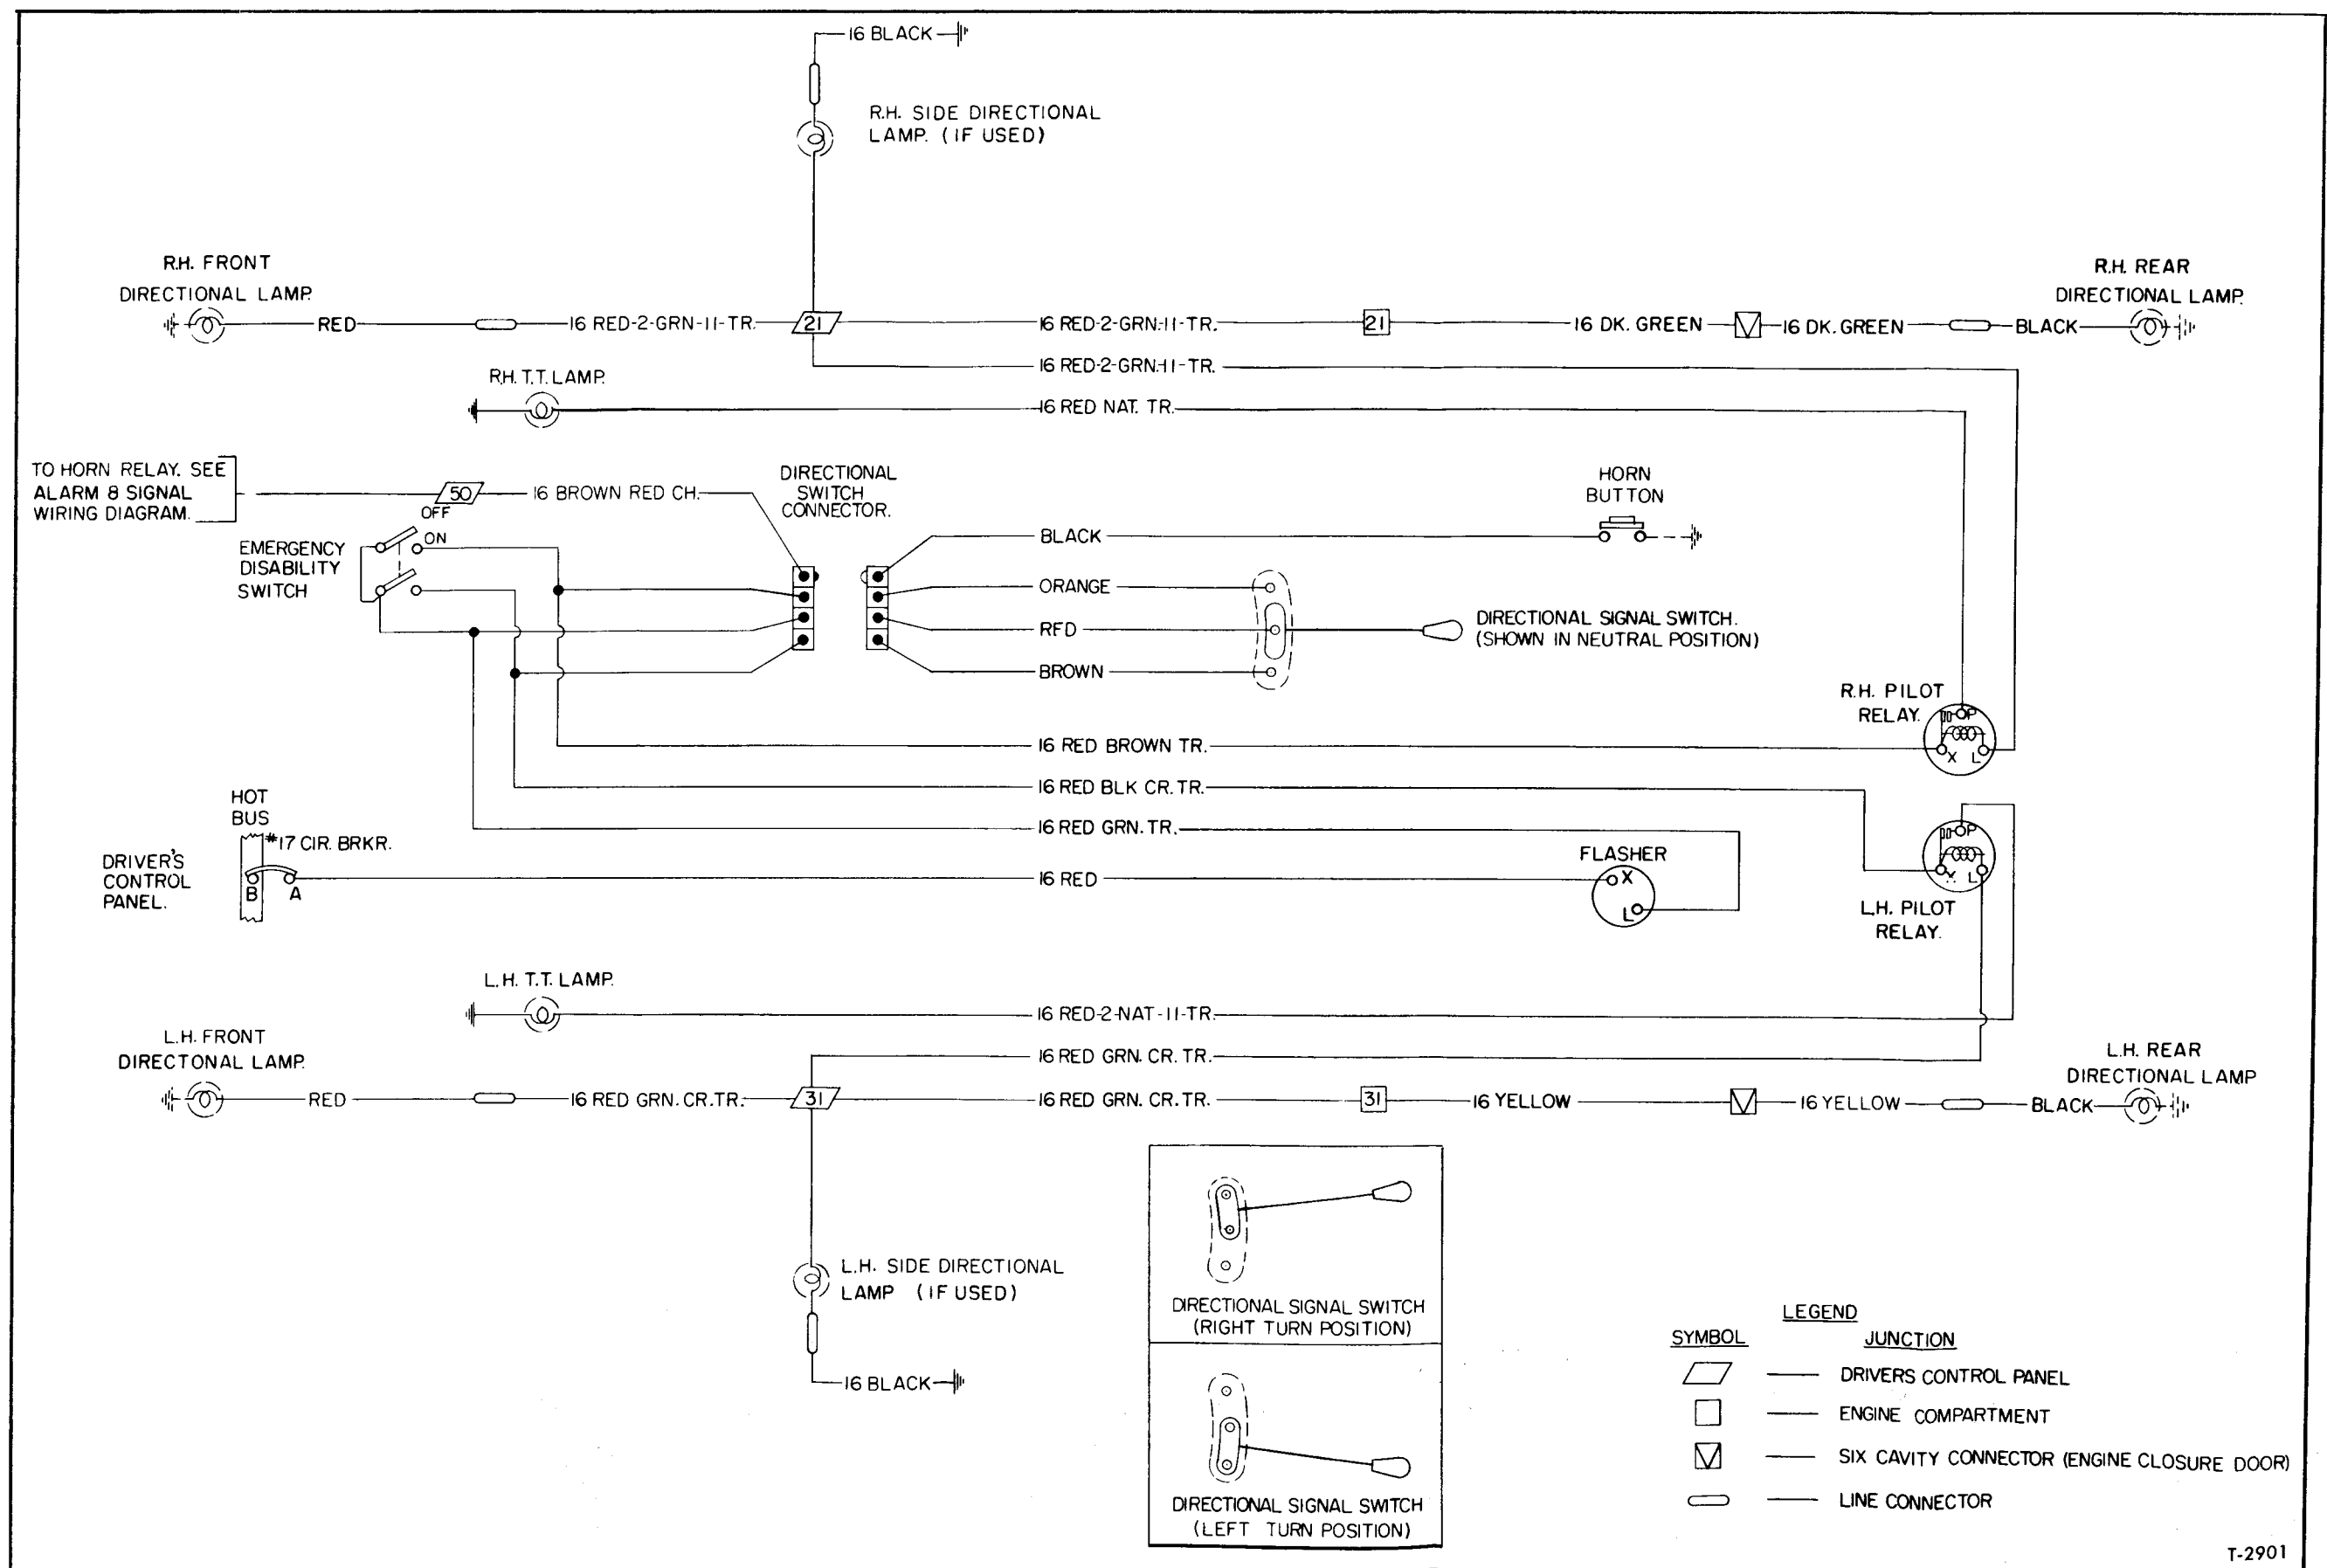 16 BLACK
R.H. SIDE DIRECTIONAL
LAMP. (IF USED)
R.H. FRONT
DIRECTIONAL LAMP.
RED
16 RED-2-GRN-11-TR.
21
16 RED-2-GRN-11-TR.
21
16 DK. GREEN
16 DK. GREEN
BLACK
R.H. REAR
DIRECTIONAL LAMP.
16 RED-2-GRN-11-TR.
R.H. T.T. LAMP.
16 RED NAT. TR.
TO HORN RELAY. SEE
ALARM & SIGNAL
WIRING DIAGRAM.
50
16 BROWN RED CH.
DIRECTIONAL
SWITCH
CONNECTOR.
HORN
BUTTON
OFF
ON
EMERGENCY
DISABILITY
SWITCH
BLACK
ORANGE
RED
BROWN
DIRECTIONAL SIGNAL SWITCH.
(SHOWN IN NEUTRAL POSITION)
R.H. PILOT
RELAY.
P
X L
16 RED BROWN TR.
16 RED BLK CR. TR.
16 RED GRN. TR.
HOT
BUS
#17 CIR. BRKR.
DRIVER'S
CONTROL
PANEL.
B
A
16 RED
FLASHER
X
L
P
X L
L.H. PILOT
RELAY.
L.H. T.T. LAMP.
16 RED-2-NAT-11-TR.
L.H. FRONT
DIRECTONAL LAMP.
RED
16 RED GRN. CR. TR.
16 RED GRN. CR. TR.
31
16 RED GRN. CR. TR.
31
16 YELLOW
16 YELLOW
BLACK
L.H. REAR
DIRECTIONAL LAMP
L.H. SIDE DIRECTIONAL
LAMP (IF USED)
16 BLACK
DIRECTIONAL SIGNAL SWITCH
(RIGHT TURN POSITION)
DIRECTIONAL SIGNAL SWITCH
(LEFT TURN POSITION)
LEGEND
SYMBOL
JUNCTION
DRIVERS CONTROL PANEL
ENGINE COMPARTMENT
SIX CAVITY CONNECTOR (ENGINE CLOSURE DOOR)
LINE CONNECTOR
T-2901